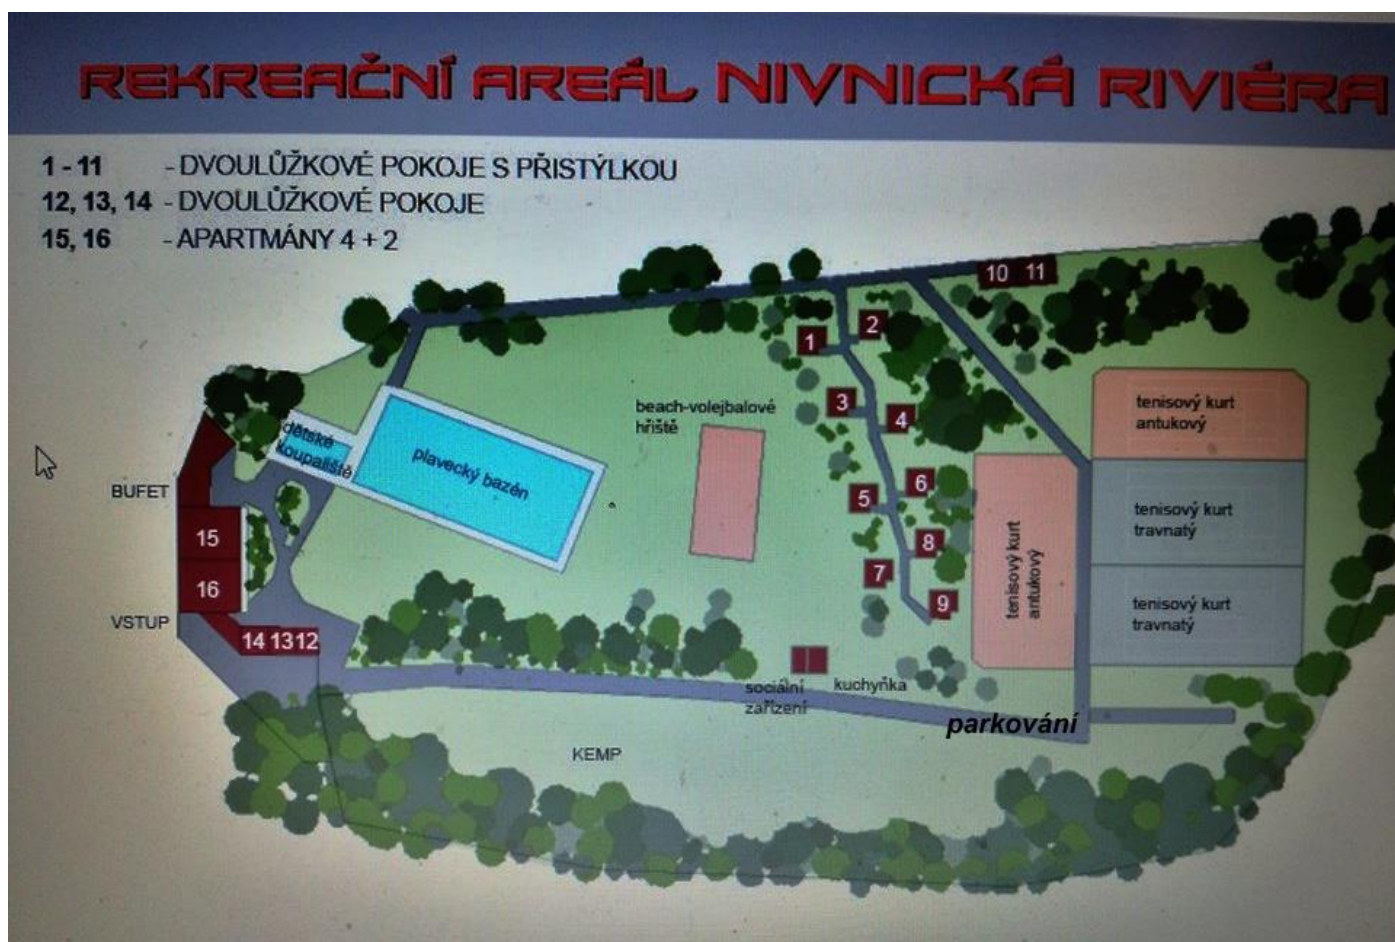 REKREAČNÍ AREÁL NIVNICKÁ RIVIÉRA
1 - 11 - DVOULŮŽKOVÉ POKOJE S PŘISTÝLKOU
12, 13, 14 - DVOULŮŽKOVÉ POKOJE
15, 16 - APARTMÁNY 4 + 2
10 11
2
1
3
4
beach-volejbalové
hřiště
tenisový kurt
antukový
dětské
koupaliště
plavecký bazén
BUFET
5
6
tenisový kurt
travnatý
15
8
7
tenisový kurt
antukový
16
9
tenisový kurt
travnatý
VSTUP
14 13 12
sociální
zařízení
kuchyňka
parkování
KEMP